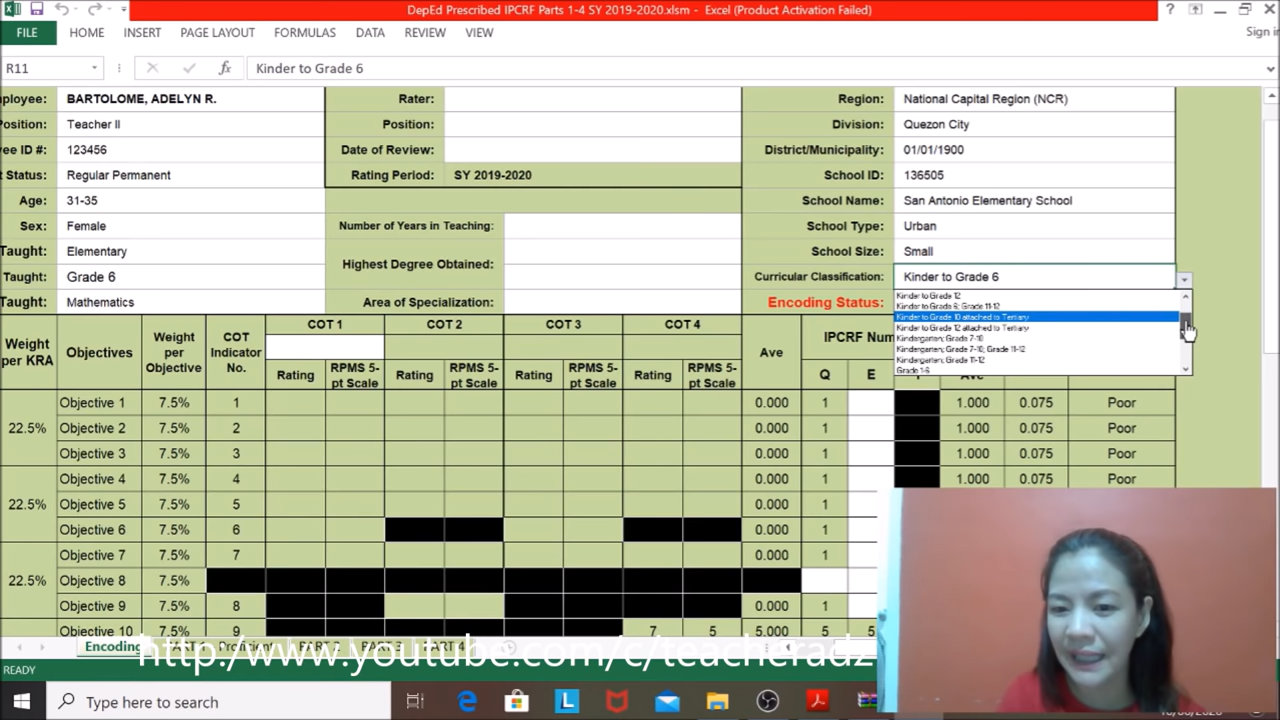 DepEd Prescribed IPCRF Parts 1-4 SY 2019-2020.xlsm - Excel (Product Activation Failed)
FILE HOME INSERT PAGE LAYOUT FORMULAS DATA REVIEW VIEW Sign in
R11 Kinder to Grade 6
ployee: BARTOLOME, ADELYN R. Rater: Region: National Capital Region (NCR)
Position: Teacher II Position: Division: Quezon City
ee ID #: 123456 Date of Review: District/Municipality: 01/01/1900
t Status: Regular Permanent Rating Period: SY 2019-2020 School ID: 136505
Age: 31-35 School Name: San Antonio Elementary School
Sex: Female Number of Years in Teaching: School Type: Urban
Taught: Elementary School Size: Small
Highest Degree Obtained:
Taught: Grade 6 Curricular Classification: Kinder to Grade 6
Taught: Mathematics Area of Specialization: Encoding Status:
Kinder to Grade 12
Kinder to Grade 6; Grade 11-12
Kinder to Grade 10 attached to Tertiary
Kinder to Grade 12 attached to Tertiary
Kindergarten; Grade 7-10
Kindergarten; Grade 7-10; Grade 11-12
Kindergarten; Grade 11-12
Grade 1-6
Weight per KRA Objectives Weight per Objective COT Indicator No. COT 1 COT 2 COT 3 COT 4 Ave IPCRF Num
Rating RPMS 5-pt Scale Rating RPMS 5-pt Scale Rating RPMS 5-pt Scale Rating RPMS 5-pt Scale Q E Ave
Objective 1 7.5% 1 0.000 1 1.000 0.075 Poor
22.5% Objective 2 7.5% 2 0.000 1 1.000 0.075 Poor
Objective 3 7.5% 3 0.000 1 1.000 0.075 Poor
Objective 4 7.5% 4 0.000 1 1.000 0.075 Poor
22.5% Objective 5 7.5% 5 0.000 1
Objective 6 7.5% 6 0.000 1
Objective 7 7.5% 7 0.000 1
22.5% Objective 8 7.5%
Objective 9 7.5% 8 0.000 1
Objective 10 7.5% 9 7 5 5.000 5 5
Encoding PART 1 Proficient PART 2 PART 3 PART 4
http:/www.youtube.com/c/teacheradz
READY
Type here to search